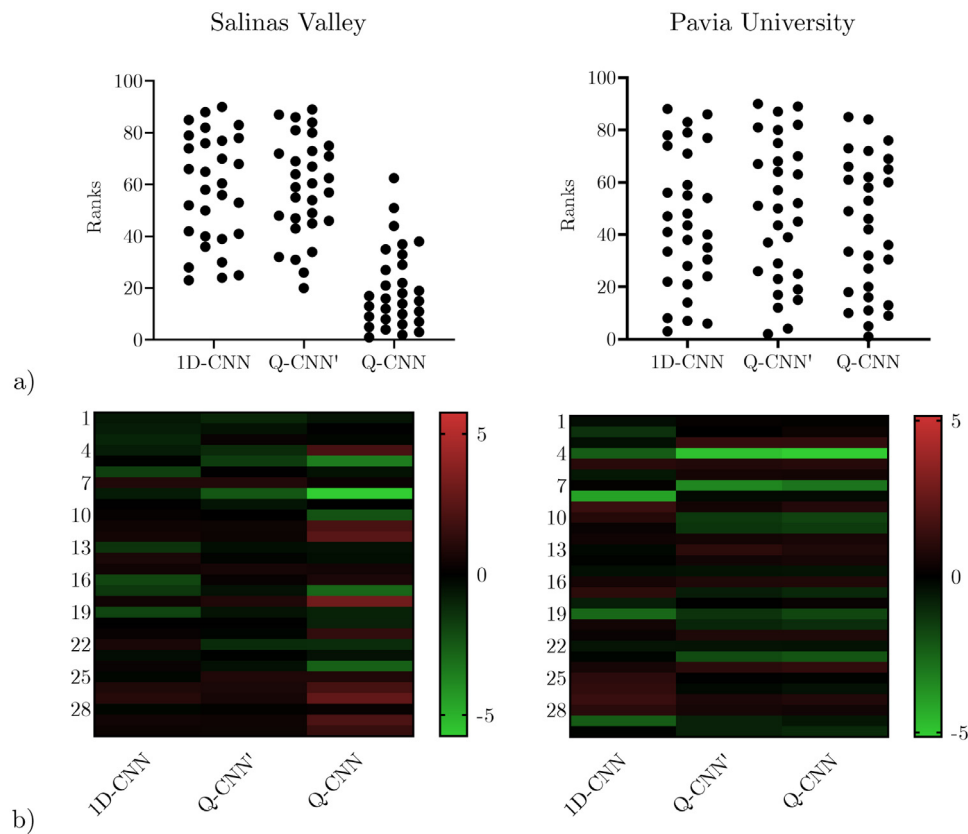 Salinas Valley
Pavia University
Ranks
100
80
60
40
20
0
1D-CNN
Q-CNN'
Q-CNN
Ranks
100
80
60
40
20
0
1D-CNN
Q-CNN'
Q-CNN
a)
1
4
7
10
13
16
19
22
25
28
1D-CNN
Q-CNN'
Q-CNN
5
0
-5
1
4
7
10
13
16
19
22
25
28
1D-CNN
Q-CNN'
Q-CNN
5
0
-5
b)